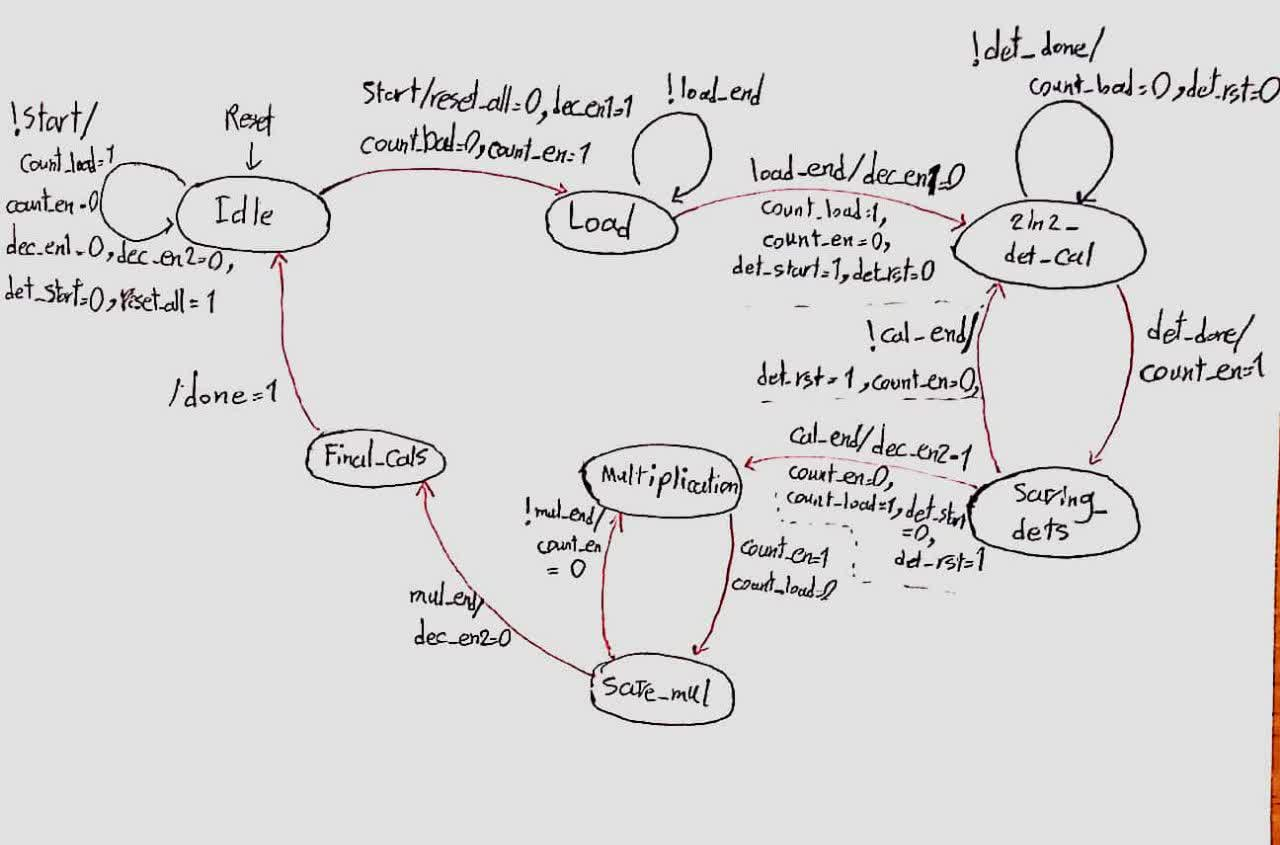 !Start/
count_load=1
count_en=0
dec_en1=0, dec_en2=0,
det_start=0, reset_all=1
Reset
Idle
Start/reset_all=0, dec_en1=1
count_load=0, count_en=1
!load_end
Load
load_end/dec_en1=0
count_load=1,
count_en=0,
det_start=1, det_rst=0
!det_done/
count_load=0, det_rst=0
2in2_
det_cal
det_done/
count_en=1
!cal_end/
det_rst=1, count_en=0,
Saving_
dets
cal_end/dec_en2=1
count_en=0,
count_load=1, det_start
=0,
det_rst=1
Multiplication
!mul_end/
count_en
=0
count_en=1
count_load=0
Save_mul
mul_end/
dec_en2=0
Final_Cals
/done=1